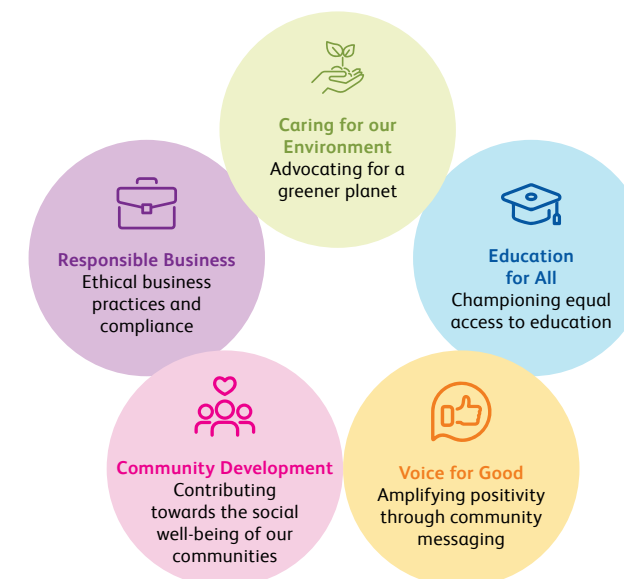 Caring for our
Environment
Advocating for a
greener planet
Responsible Business
Ethical business
practices and
compliance
Education
for All
Championing equal
access to education
Community Development
Contributing
towards the social
well-being of our
communities
Voice for Good
Amplifying positivity
through community
messaging